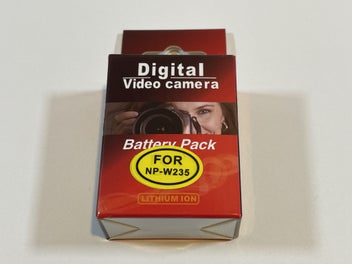 Digital
Video camera
Battery Pack
FOR
NP-W235
LITHIUM ION